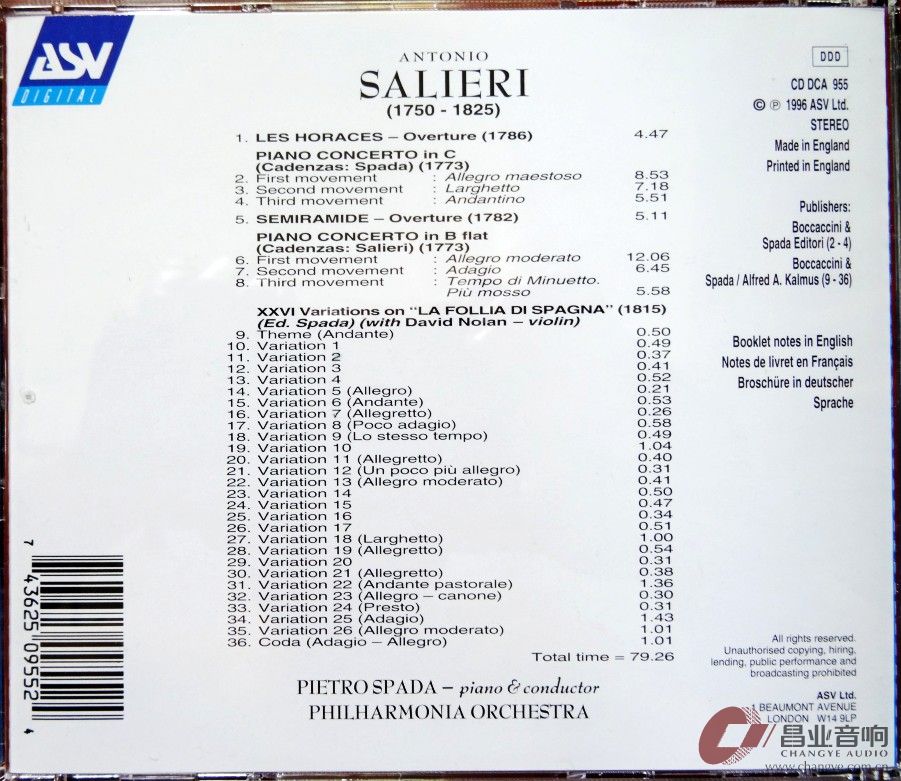 ASV
DIGITAL
ANTONIO
SALIERI
(1750 - 1825)
1. LES HORACES – Overture (1786) 4.47
PIANO CONCERTO in C
(Cadenzas: Spada) (1773)
2. First movement : Allegro maestoso 8.53
3. Second movement : Larghetto 7.18
4. Third movement : Andantino 5.51
5. SEMIRAMIDE – Overture (1782) 5.11
PIANO CONCERTO in B flat
(Cadenzas: Salieri) (1773)
6. First movement : Allegro moderato 12.06
7. Second movement : Adagio 6.45
8. Third movement : Tempo di Minuetto.
Più mosso 5.58
XXVI Variations on "LA FOLLIA DI SPAGNA" (1815)
(Ed. Spada) (with David Nolan – violin)
9. Theme (Andante) 0.50
10. Variation 1 0.49
11. Variation 2 0.37
12. Variation 3 0.41
13. Variation 4 0.52
14. Variation 5 (Allegro) 0.21
15. Variation 6 (Andante) 0.53
16. Variation 7 (Allegretto) 0.26
17. Variation 8 (Poco adagio) 0.58
18. Variation 9 (Lo stesso tempo) 0.49
19. Variation 10 1.04
20. Variation 11 (Allegretto) 0.40
21. Variation 12 (Un poco più allegro) 0.31
22. Variation 13 (Allegro moderato) 0.41
23. Variation 14 0.50
24. Variation 15 0.47
25. Variation 16 0.34
26. Variation 17 0.51
27. Variation 18 (Larghetto) 1.00
28. Variation 19 (Allegretto) 0.54
29. Variation 20 0.31
30. Variation 21 (Allegretto) 0.38
31. Variation 22 (Andante pastorale) 1.36
32. Variation 23 (Allegro – canone) 0.30
33. Variation 24 (Presto) 0.31
34. Variation 25 (Adagio) 1.43
35. Variation 26 (Allegro moderato) 1.01
36. Coda (Adagio – Allegro) 1.01
Total time = 79.26
PIETRO SPADA – piano & conductor
PHILHARMONIA ORCHESTRA
DDD
CD DCA 955
© ℗ 1996 ASV Ltd.
STEREO
Made in England
Printed in England
Publishers:
Boccaccini &
Spada Editori (2 - 4)
Boccaccini &
Spada / Alfred A. Kalmus (9 - 36)
Booklet notes in English
Notes de livret en Français
Broschüre in deutscher
Sprache
All rights reserved.
Unauthorised copying, hiring,
lending, public performance and
broadcasting prohibited
ASV Ltd.
1 BEAUMONT AVENUE
LONDON W14 9LP
7 43625 09552 4
昌业音响
CHANGYE AUDIO
www.changye.com.cn